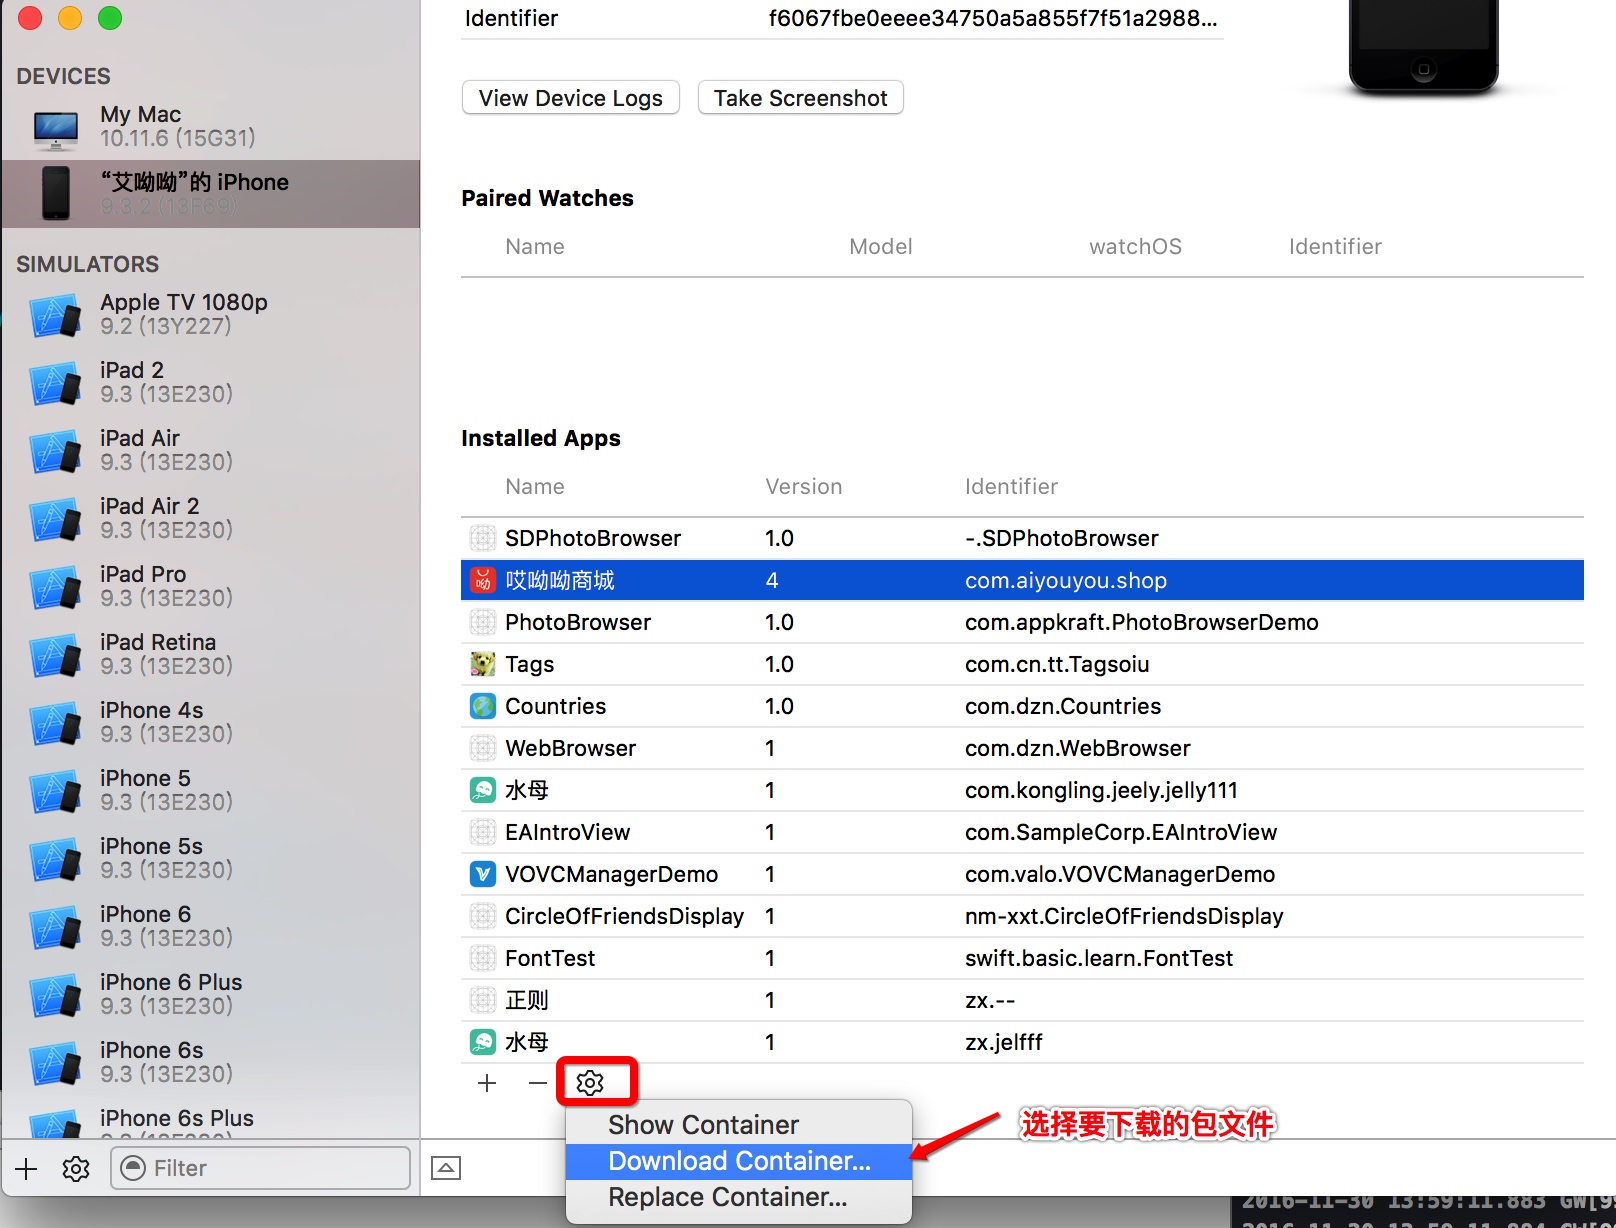 Identifier f6067fbe0eeee34750a5a855f7f51a2988...
DEVICES
My Mac
10.11.6 (15G31)
“艾呦呦”的 iPhone
9.3.2 (13F69)
SIMULATORS
Apple TV 1080p
9.2 (13Y227)
iPad 2
9.3 (13E230)
iPad Air
9.3 (13E230)
iPad Air 2
9.3 (13E230)
iPad Pro
9.3 (13E230)
iPad Retina
9.3 (13E230)
iPhone 4s
9.3 (13E230)
iPhone 5
9.3 (13E230)
iPhone 5s
9.3 (13E230)
iPhone 6
9.3 (13E230)
iPhone 6 Plus
9.3 (13E230)
iPhone 6s
9.3 (13E230)
iPhone 6s Plus
Filter
View Device Logs Take Screenshot
Paired Watches
Name Model watchOS Identifier
Installed Apps
Name Version Identifier
SDPhotoBrowser 1.0 -.SDPhotoBrowser
哎呦呦商城 4 com.aiyouyou.shop
PhotoBrowser 1.0 com.appkraft.PhotoBrowserDemo
Tags 1.0 com.cn.tt.Tagsoiu
Countries 1.0 com.dzn.Countries
WebBrowser 1 com.dzn.WebBrowser
水母 1 com.kongling.jeely.jelly111
EAIntroView 1 com.SampleCorp.EAIntroView
VOVCManagerDemo 1 com.valo.VOVCManagerDemo
CircleOfFriendsDisplay 1 nm-xxt.CircleOfFriendsDisplay
FontTest 1 swift.basic.learn.FontTest
正则 1 zx.--
水母 1 zx.jelfff
Show Container
Download Container...
Replace Container...
选择要下载的包文件
2016-11-30 13:59:11.883 GW[9